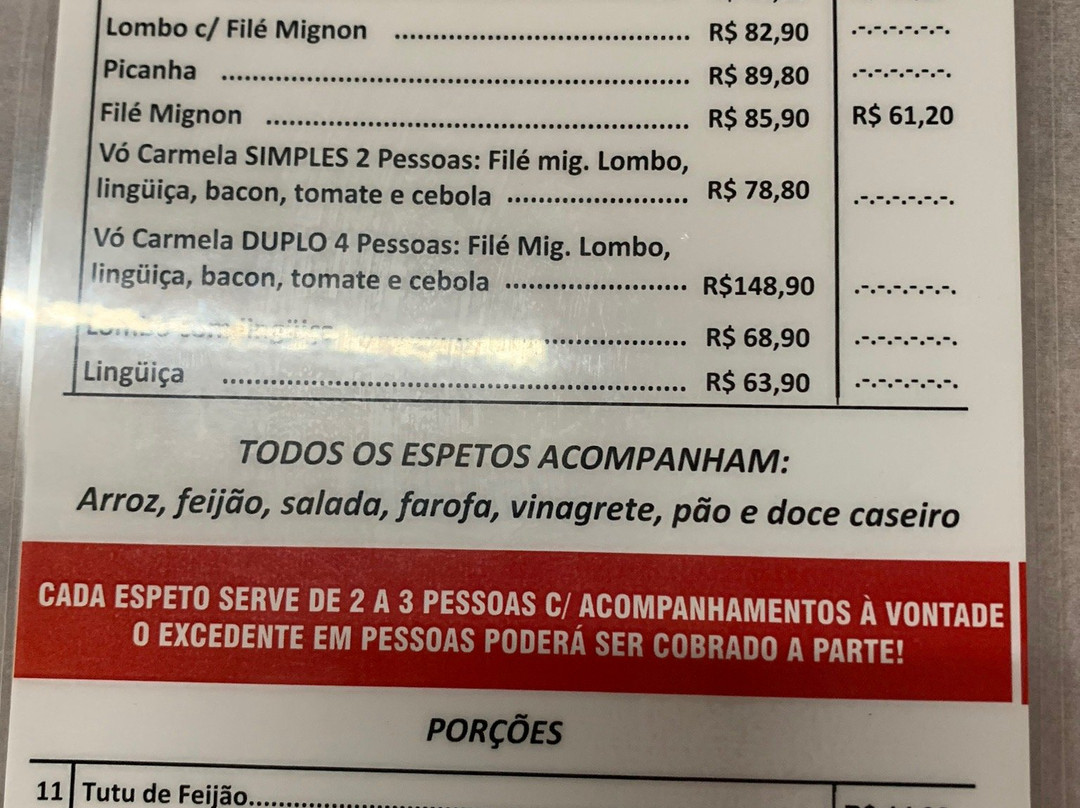 Lombo c/ Filé Mignon ........................................ R$ 82,90 .-.-.-.-.-.-.
Picanha ................................................................ R$ 89,80 .-.-.-.-.-.-.
Filé Mignon .......................................................... R$ 85,90 R$ 61,20
Vó Carmela SIMPLES 2 Pessoas: Filé mig. Lombo,
lingüiça, bacon, tomate e cebola ......................... R$ 78,80 .-.-.-.-.-.-.
Vó Carmela DUPLO 4 Pessoas: Filé Mig. Lombo,
lingüiça, bacon, tomate e cebola ......................... R$148,90 .-.-.-.-.-.-.
Lombo com lingüiça .................... R$ 68,90 .-.-.-.-.-.-.
Lingüiça ................................................................ R$ 63,90 .-.-.-.-.-.-.
TODOS OS ESPETOS ACOMPANHAM:
Arroz, feijão, salada, farofa, vinagrete, pão e doce caseiro
CADA ESPETO SERVE DE 2 A 3 PESSOAS C/ ACOMPANHAMENTOS À VONTADE
O EXCEDENTE EM PESSOAS PODERÁ SER COBRADO A PARTE!
PORÇÕES
11 Tutu de Feijão........................................